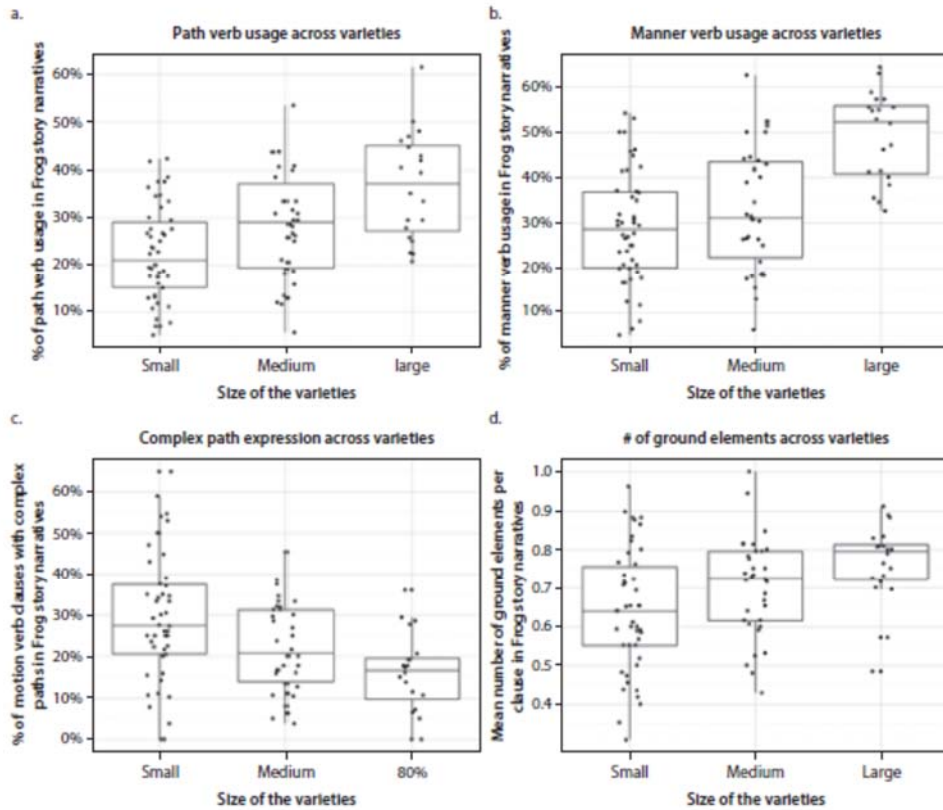 a.
Path verb usage across varieties
% of path verb usage in Frog story narratives
60%
50%
40%
30%
20%
10%
Small Medium large
Size of the varieties
b.
Manner verb usage across varieties
% of manner verb usage in Frog story narratives
60%
50%
40%
30%
20%
10%
Small Medium large
Size of the varieties
c.
Complex path expression across varieties
% of motion verb clauses with complex
paths in Frog story narratives
60%
50%
40%
30%
20%
10%
0%
Small Medium 80%
Size of the varieties
d.
# of ground elements across varieties
Mean number of ground elements per
clause in Frog story narratives
1.0
0.9
0.8
0.7
0.6
0.5
0.4
Small Medium Large
Size of the varieties